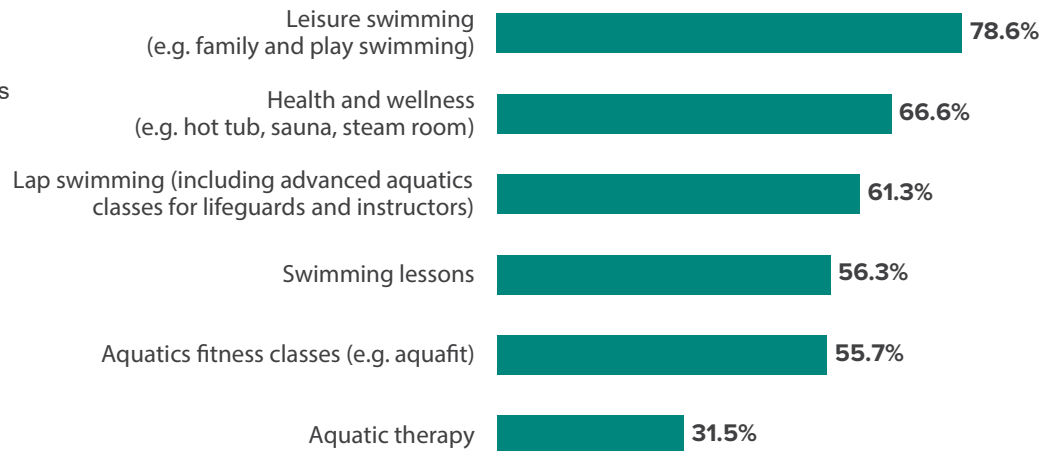 Leisure swimming
(e.g. family and play swimming)
78.6%
s
Health and wellness
(e.g. hot tub, sauna, steam room)
66.6%
Lap swimming (including advanced aquatics
classes for lifeguards and instructors)
61.3%
Swimming lessons
56.3%
Aquatics fitness classes (e.g. aquafit)
55.7%
Aquatic therapy
31.5%